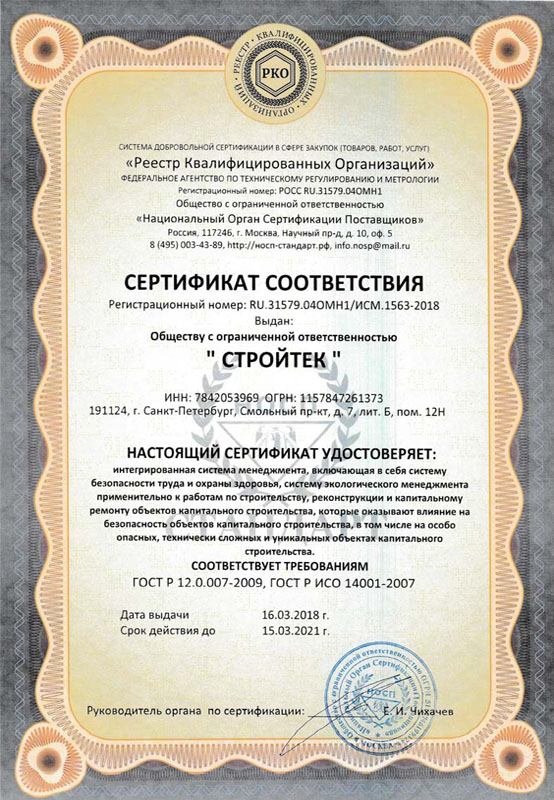 РЕЕСТР КВАЛИФИЦИРОВАННЫХ ОРГАНИЗАЦИЙ
РКО
СИСТЕМА ДОБРОВОЛЬНОЙ СЕРТИФИКАЦИИ В СФЕРЕ ЗАКУПОК (ТОВАРОВ, РАБОТ, УСЛУГ)
«Реестр Квалифицированных Организаций»
ФЕДЕРАЛЬНОЕ АГЕНТСТВО ПО ТЕХНИЧЕСКОМУ РЕГУЛИРОВАНИЮ И МЕТРОЛОГИИ
Регистрационный номер: РОСС RU.31579.04ОМН1
Общество с ограниченной ответственностью
«Национальный Орган Сертификации Поставщиков»
Россия, 117246, г. Москва, Научный пр-д, д. 10, оф. 5
8 (495) 003-43-89, http://носп-стандарт.рф, info.nosp@mail.ru
СЕРТИФИКАТ СООТВЕТСТВИЯ
Регистрационный номер: RU.31579.04ОМН1/ИСМ.1563-2018
Выдан:
Обществу с ограниченной ответственностью
" СТРОЙТЕК "
ИНН: 7842053969 ОГРН: 1157847261373
191124, г. Санкт-Петербург, Смольный пр-кт, д. 7, лит. Б, пом. 12Н
НОСП
СТАНДАРТ
НАСТОЯЩИЙ СЕРТИФИКАТ УДОСТОВЕРЯЕТ:
интегрированная система менеджмента, включающая в себя систему
безопасности труда и охраны здоровья, систему экологического менеджмента
применительно к работам по строительству, реконструкции и капитальному
ремонту объектов капитального строительства, которые оказывают влияние на
безопасность объектов капитального строительства, в том числе на особо
опасных, технически сложных и уникальных объектах капитального
строительства.
СООТВЕТСТВУЕТ ТРЕБОВАНИЯМ
ГОСТ Р 12.0.007-2009, ГОСТ Р ИСО 14001-2007
Дата выдачи 16.03.2018 г.
Срок действия до 15.03.2021 г.
Руководитель органа по сертификации: Е. И. Чихачев
НОСП
МОСКВА